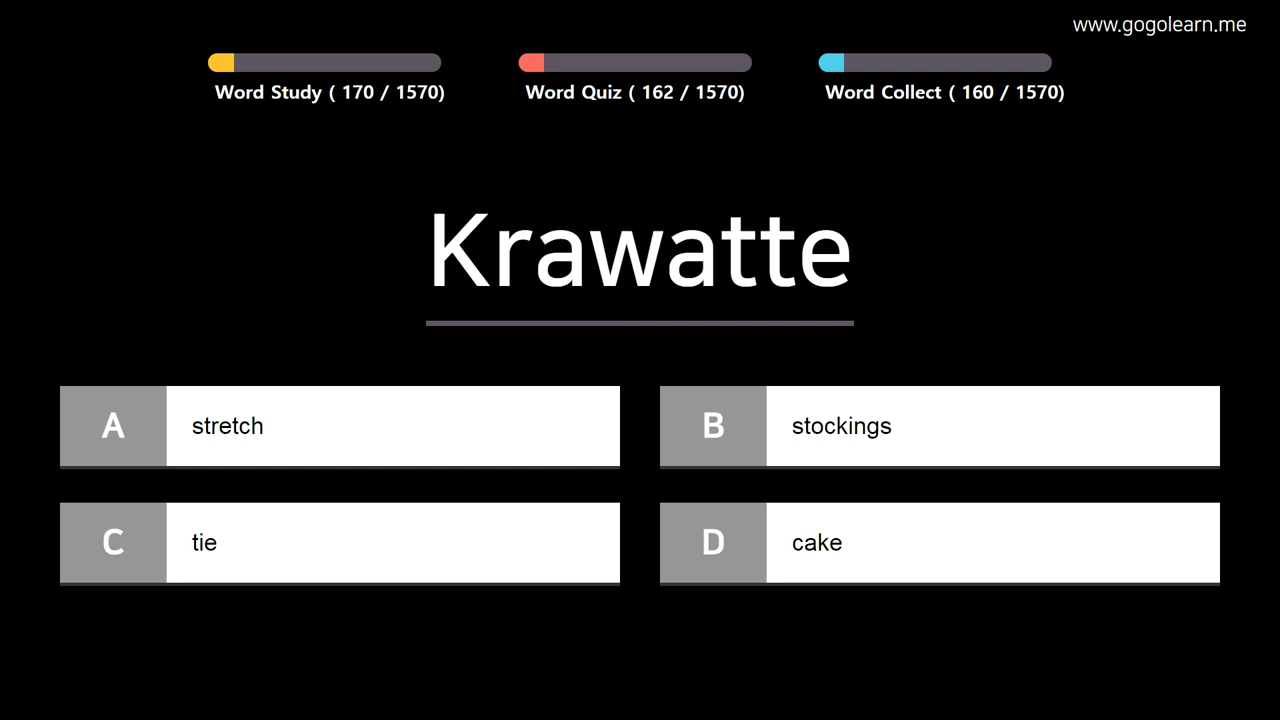 www.gogolearn.me
Word Study ( 170 / 1570)
Word Quiz ( 162 / 1570)
Word Collect ( 160 / 1570)
Krawatte
A stretch
B stockings
C tie
D cake